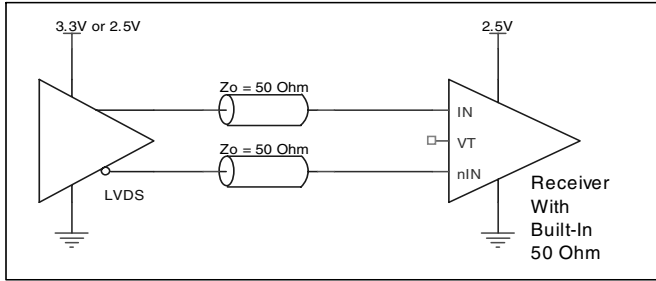 3.3V or 2.5V
2.5V
Zo = 50 Ohm
IN
VT
Zo = 50 Ohm
nIN
LVDS
Receiver
With
Built-In
50 Ohm